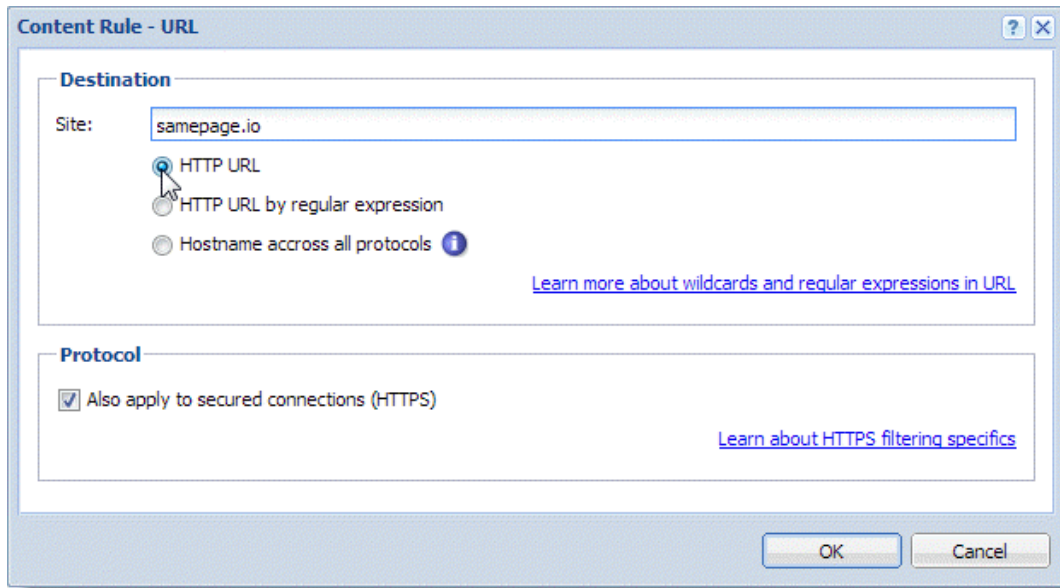 Content Rule - URL
Destination
Site: samepage.io
HTTP URL
HTTP URL by regular expression
Hostname accross all protocols
Learn more about wildcards and regular expressions in URL
Protocol
Also apply to secured connections (HTTPS)
Learn about HTTPS filtering specifics
OK Cancel